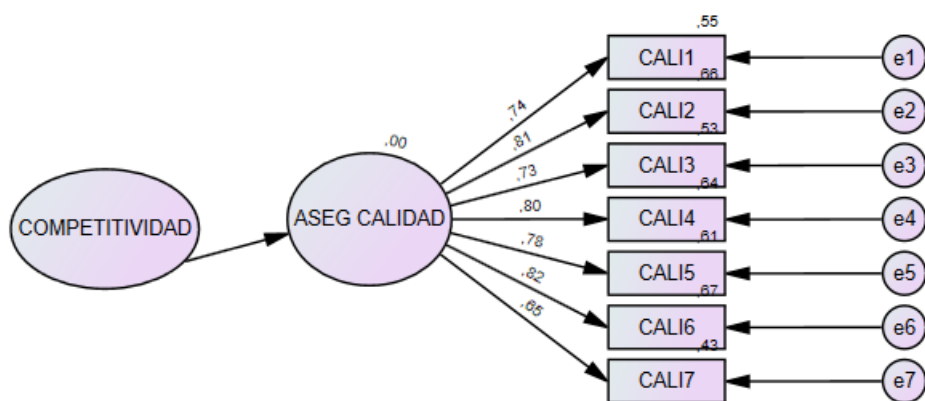 ,55
CALI1
e1
,74
,66
CALI2
e2
,81
,53
,00
CALI3
e3
,73
,64
COMPETITIVIDAD
ASEG CALIDAD
,80
CALI4
e4
,61
,78
CALI5
e5
,67
,82
CALI6
e6
,43
,65
CALI7
e7